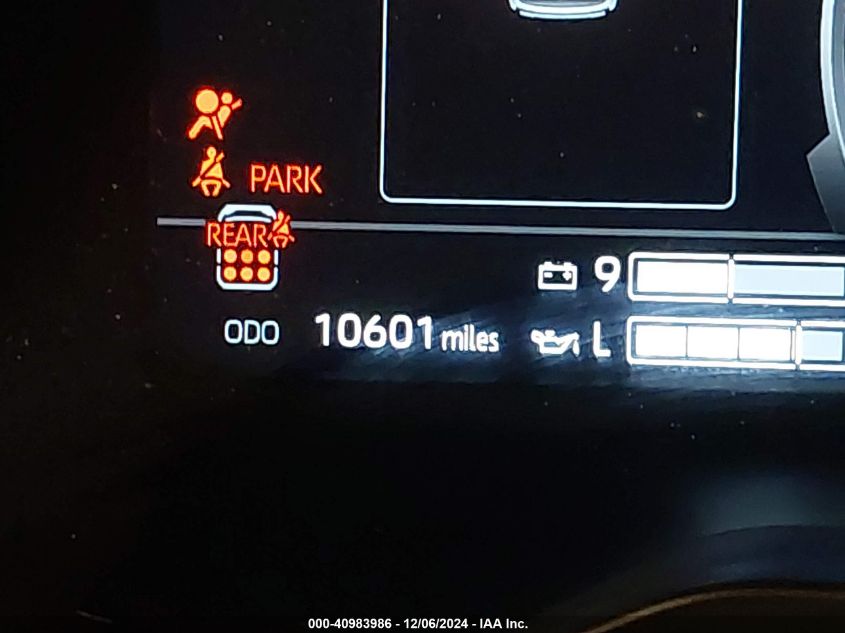 PARK
REAR
9
ODO 10601 miles L
000-40983986 - 12/06/2024 - IAA Inc.